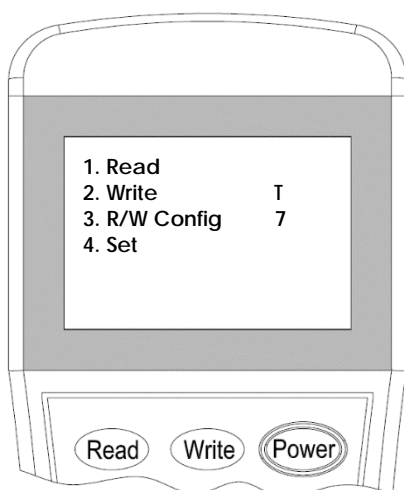 1. Read
2. Write T
3. R/W Config 7
4. Set
Read Write Power